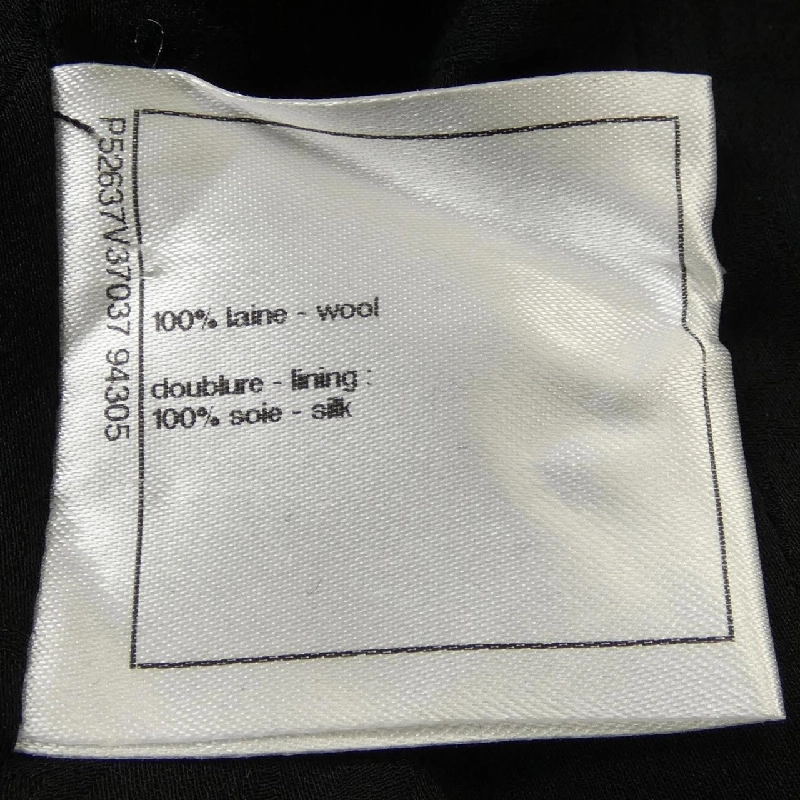 P52637V37037 94305
100% laine - wool
doublure - lining :
100% soie - silk